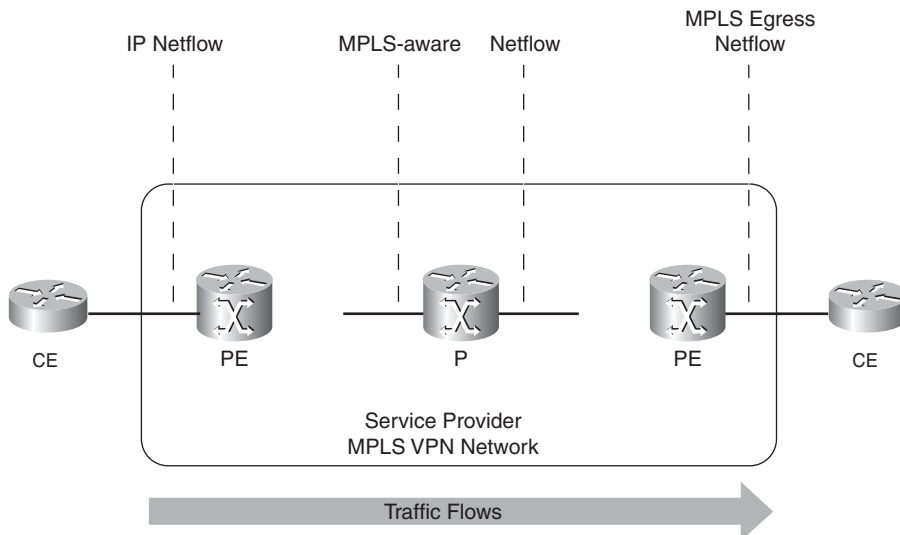 MPLS Egress
IP Netflow MPLS-aware Netflow Netflow
CE PE P PE CE
Service Provider
MPLS VPN Network
Traffic Flows